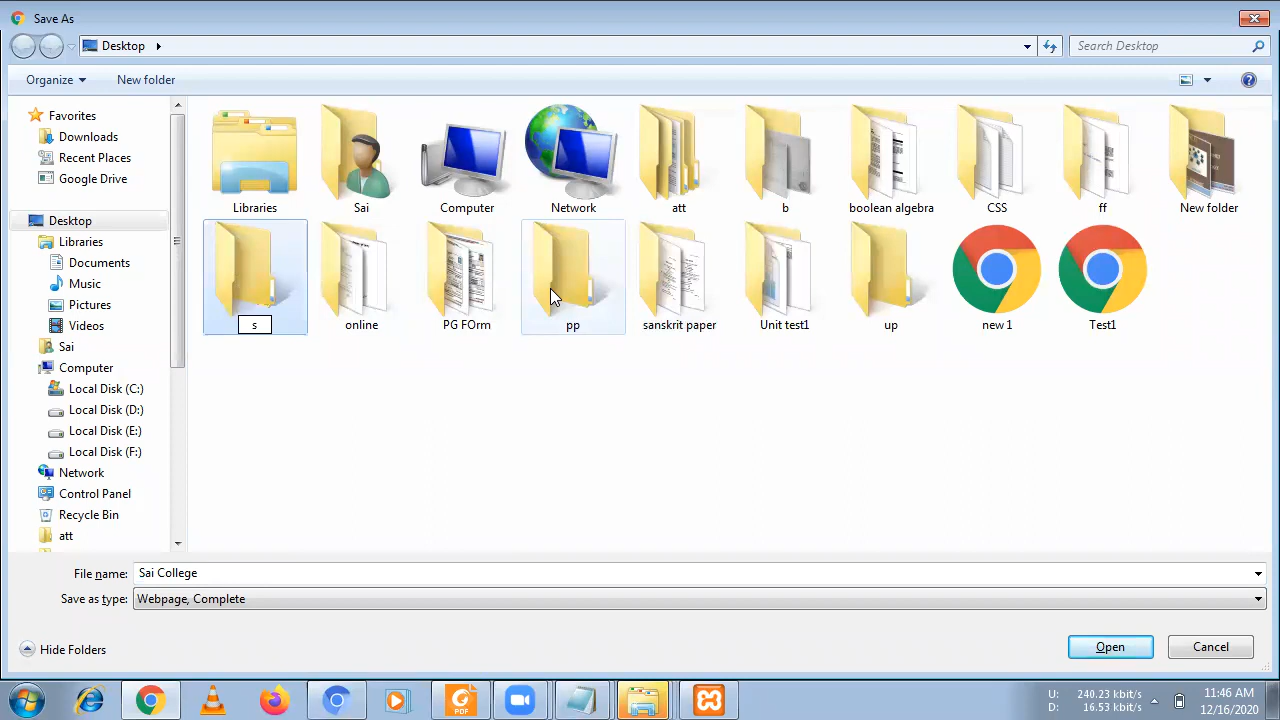 Save As
Desktop
Search Desktop
Organize
New folder
Favorites
Downloads
Recent Places
Google Drive
Desktop
Libraries
Documents
Music
Pictures
Videos
Sai
Computer
Local Disk (C:)
Local Disk (D:)
Local Disk (E:)
Local Disk (F:)
Network
Control Panel
Recycle Bin
att
Libraries
Sai
Computer
Network
att
b
boolean algebra
CSS
ff
New folder
s
online
PG FOrm
pp
sanskrit paper
Unit test1
up
new 1
Test1
File name: Sai College
Save as type: Webpage, Complete
Hide Folders
Open
Cancel
PDF
U: 240.23 kbit/s
D: 16.53 kbit/s
11:46 AM
12/16/2020